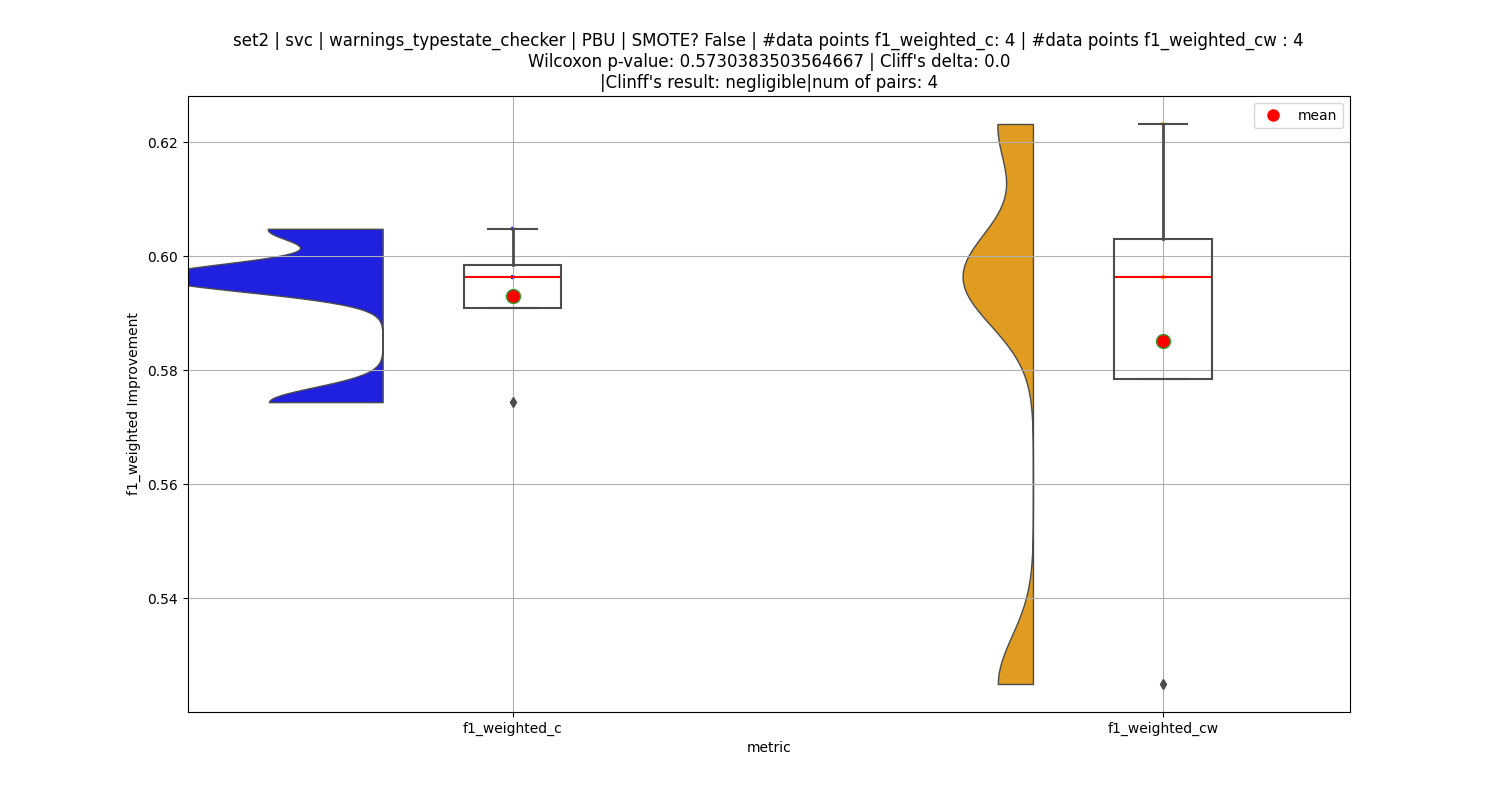 set2 | svc | warnings_typestate_checker | PBU | SMOTE? False | #data points f1_weighted_c: 4 | #data points f1_weighted_cw : 4
Wilcoxon p-value: 0.5730383503564667 | Cliff's delta: 0.0
|Clinff's result: negligible|num of pairs: 4
mean
0.62
0.60
0.58
0.56
0.54
f1_weighted Improvement
f1_weighted_c
f1_weighted_cw
metric